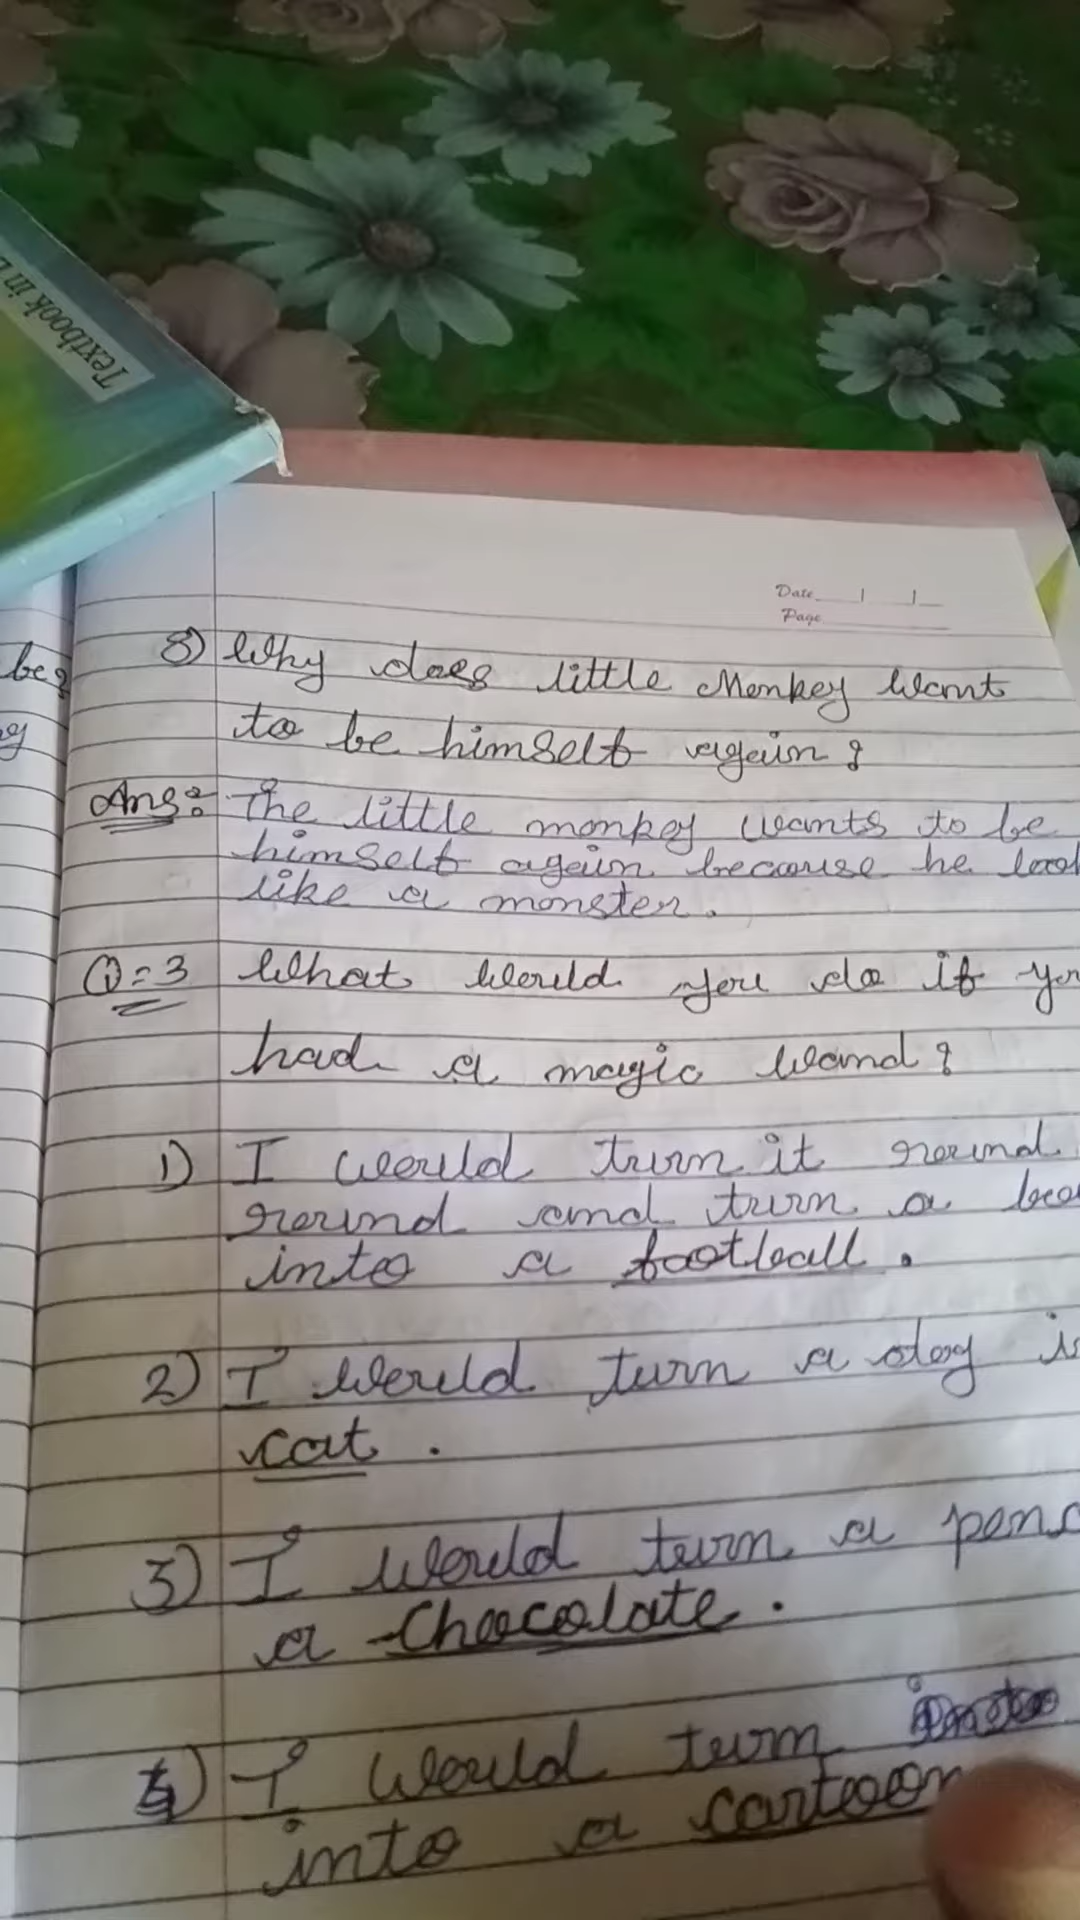 Textbook in
Date
Page
be?
8) Why does little Monkey Want
to be himself again?
Ans: The little monkey wants to be
himself again because he
like a monster.
Q=3 What would you do if
had a magic wand?
1) I would turn it round
round and turn a
into a football.
2) I would turn a dog
cat.
3) I would turn a
a Chocolate.
4) I would turn
into a cartoon